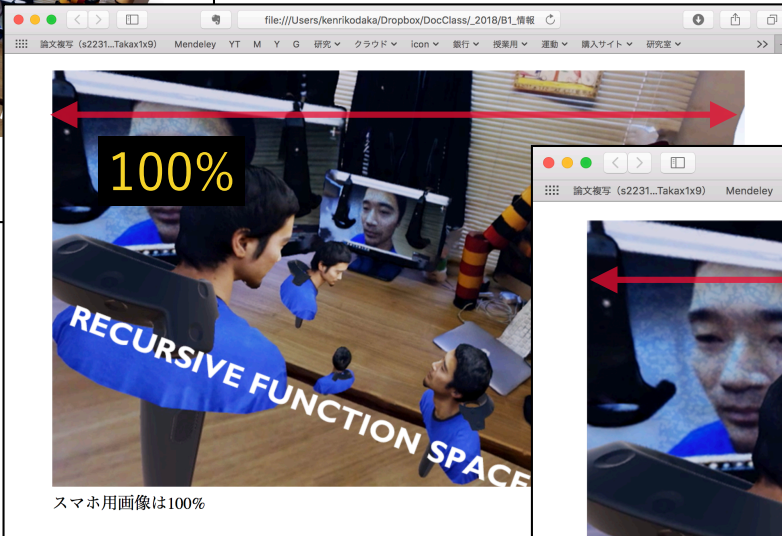 file:///Users/kenrikodaka/Dropbox/DocClass/_2018/B1_情報
論文複写（s2231...Takax1x9） Mendeley YT M Y G 研究 クラウド icon 銀行 授業用 運動 購入サイト 研究室 >>
100%
RECURSIVE FUNCTION SPACE
スマホ用画像は100%
論文複写（s2231...Takax1x9） Mendeley